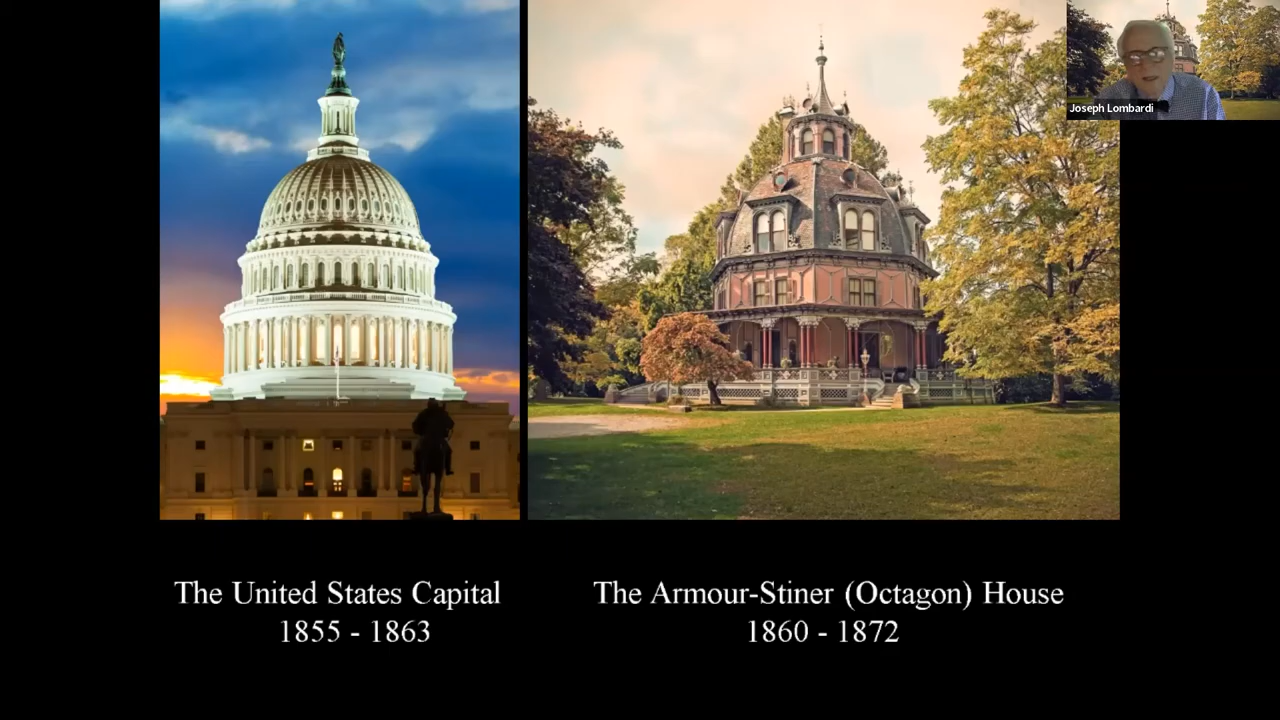 Joseph Lombardi
The United States Capital
1855 - 1863
The Armour-Stiner (Octagon) House
1860 - 1872